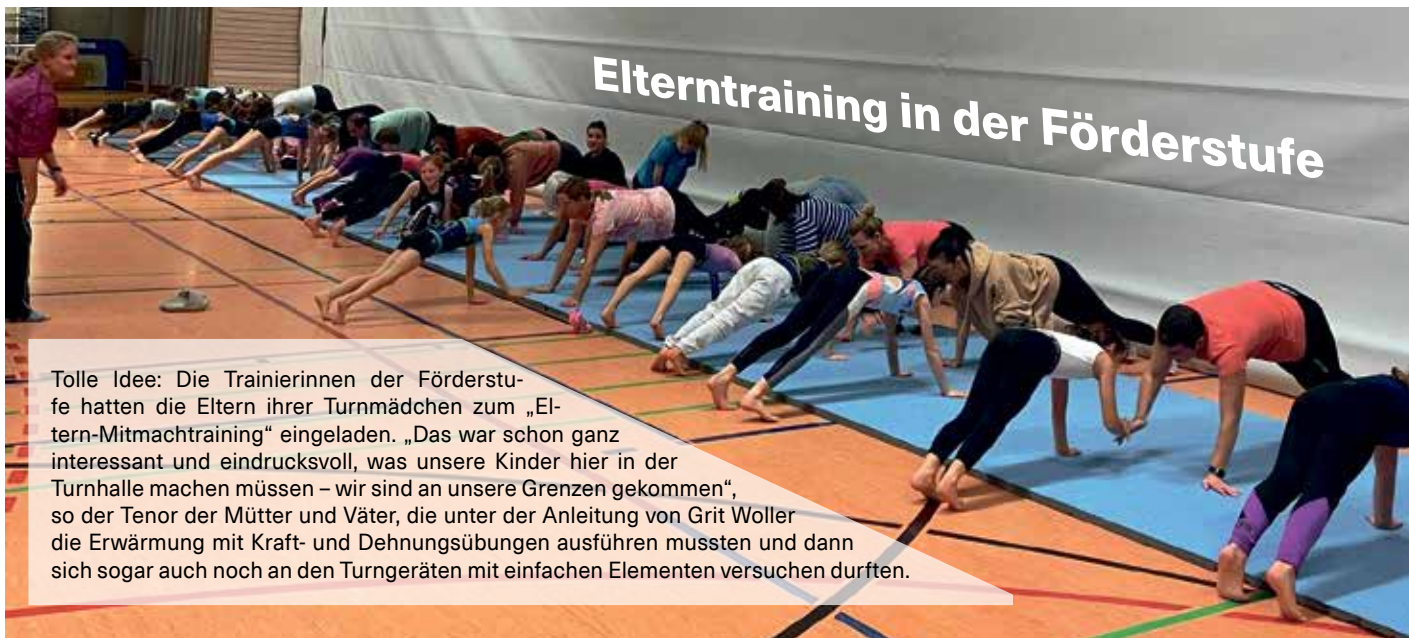 Elterntraining in der Förderstufe
Tolle Idee: Die Trainierinnen der Förderstu-
fe hatten die Eltern ihrer Turnmädchen zum „El-
tern-Mitmachtraining“ eingeladen. „Das war schon ganz
interessant und eindrucksvoll, was unsere Kinder hier in der
Turnhalle machen müssen – wir sind an unsere Grenzen gekommen“,
so der Tenor der Mütter und Väter, die unter der Anleitung von Grit Woller
die Erwärmung mit Kraft- und Dehnungsübungen ausführen mussten und dann
sich sogar auch noch an den Turngeräten mit einfachen Elementen versuchen durften.